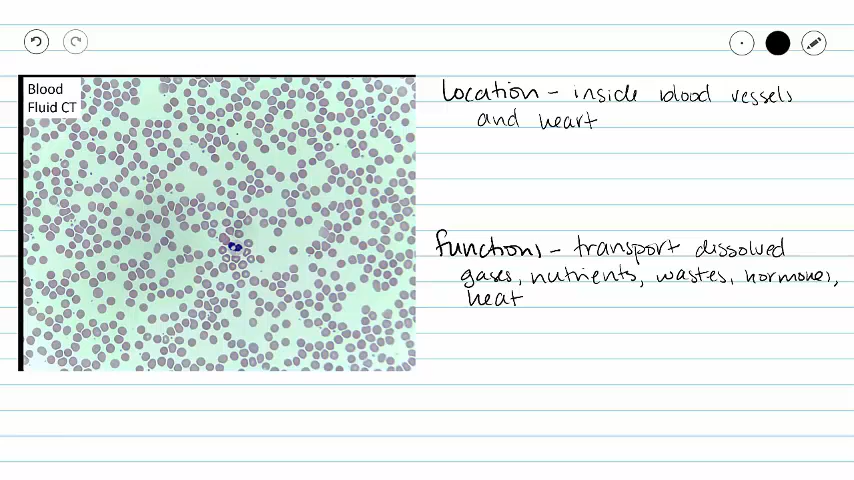 Blood
Fluid CT
Location - inside blood vessels
and heart
functions - transport dissolved
gases, nutrients, wastes, hormones,
heat